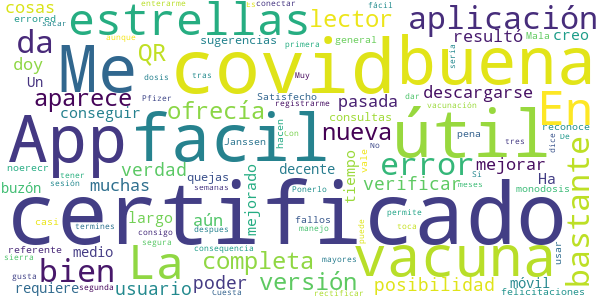 cosas
errored
sacar
aunque
enterarme
Es
conectar
fácil
estrellas
lector
aplicación
da
doy
QR
sugerencias
primera
general
resultó
Mala
creo
seria
Un
Me
covid
buena
dosis
tras
Muy
Satisfecho
descargarse
aparece
ofrecía
pasada
En
conseguir
Pfizer
registrarme
dar
vacunación
nueva
consultas
App
facil
útil
reconoce
De
Janssen
hacen
con
No
pena
tres
dice
noerecr
verdad
tiempo
error
mejorar
bastante
buzón
tener
sesión
quejas
semanas
decente
vale
verificar
Si
meses
Ha
monodosis
muchas
Ponerlo
certificado
casi
termines
largo
aún
mejorado
fallos
manejo
permite
puede
toca
usar
referente
sierra
medio
consigo
segura
La
completa
vacuna
gusta
bien
después
consequencia
mayores
posibilidad
móvil
requiere
segunda
usuario
poder
Cuesta
versión
rectificar
felicitaciones